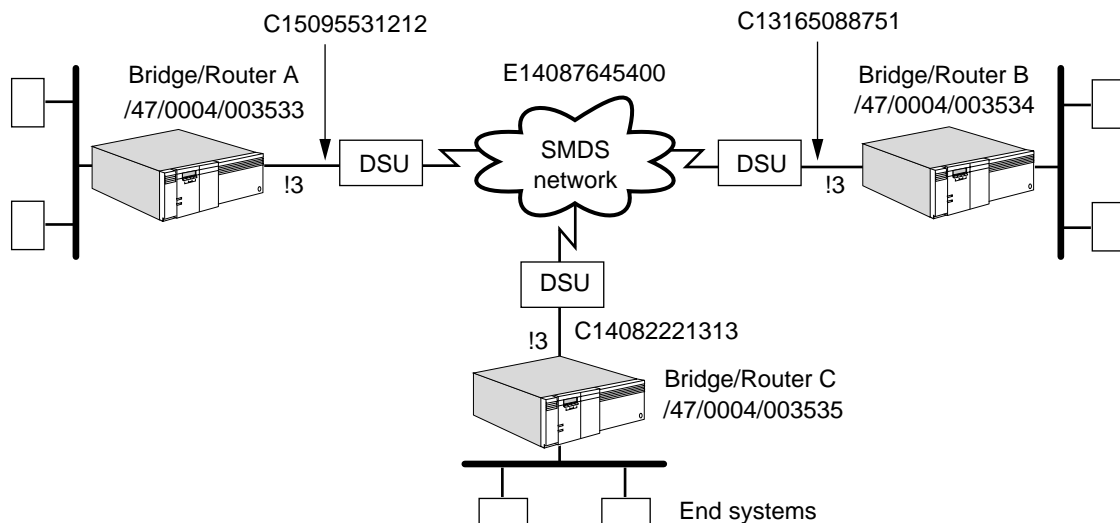 C15095531212
C13165088751
E14087645400
Bridge/Router A
/47/0004/003533
Bridge/Router B
/47/0004/003534
DSU
SMDS
network
DSU
!3
!3
DSU
!3
C14082221313
Bridge/Router C
/47/0004/003535
End systems